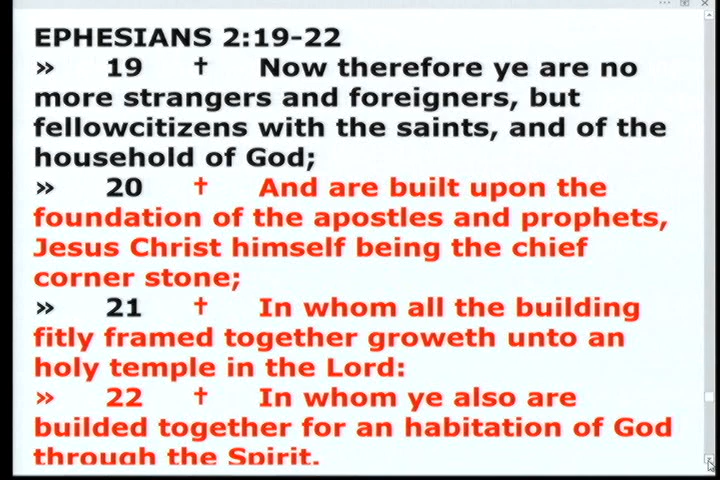 EPHESIANS 2:19-22
» 19 † Now therefore ye are no
more strangers and foreigners, but
fellowcitizens with the saints, and of the
household of God;
» 20 † And are built upon the
foundation of the apostles and prophets,
Jesus Christ himself being the chief
corner stone;
» 21 † In whom all the building
fitly framed together groweth unto an
holy temple in the Lord:
» 22 † In whom ye also are
builded together for an habitation of God
through the Spirit.